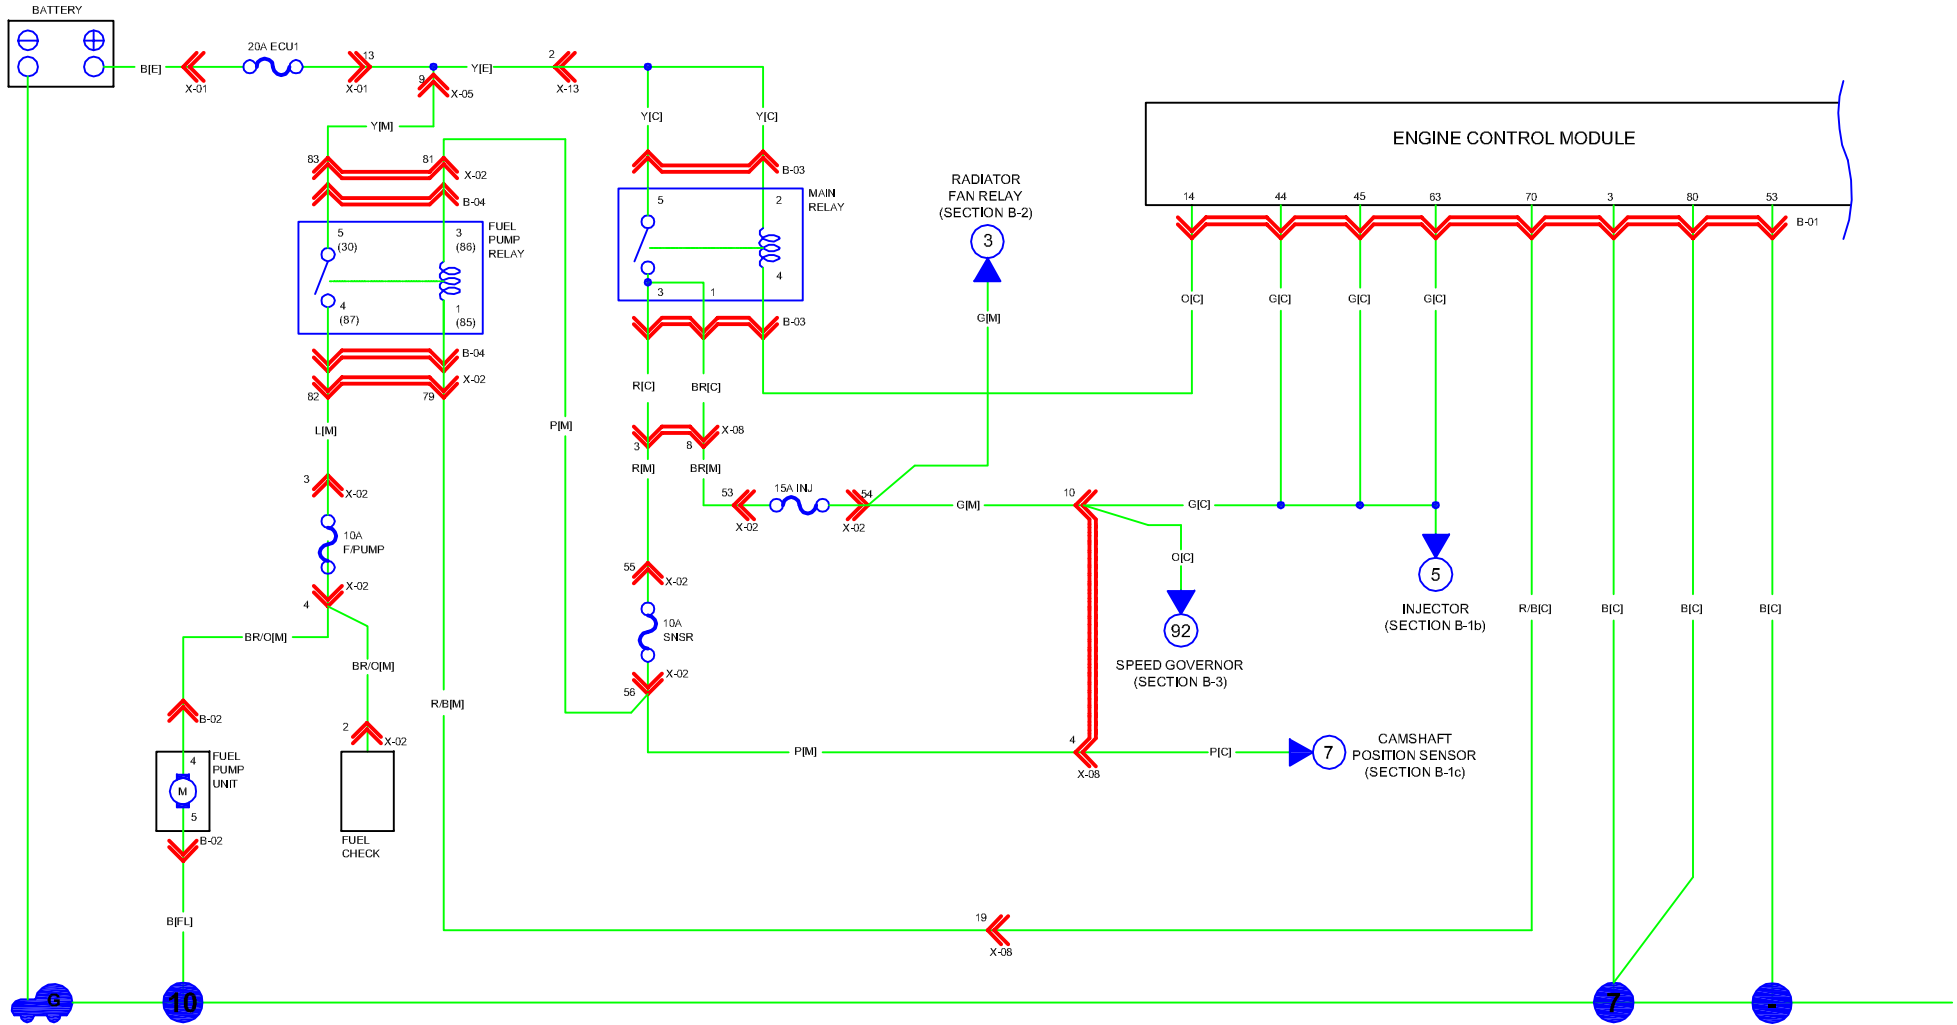 BATTERY
B[E]
X-01
20A ECU1
13
X-01
9
X-05
Y[E]
2
X-13
Y[M]
83
81
X-02
B-04
5
(30)
3
(86)
FUEL
PUMP
RELAY
4
(87)
1
(85)
B-04
X-02
82
79
L[M]
3
X-02
10A
F/PUMP
X-02
4
BR/O[M]
BR/O[M]
B-02
2
X-02
FUEL
PUMP
UNIT
4
M
5
B-02
FUEL
CHECK
B[FL]
R/B[M]
P[M]
Y[C]
Y[C]
B-03
MAIN
RELAY
5
2
4
3
1
B-03
R[C]
BR[C]
X-08
3
8
R[M]
BR[M]
53
X-02
15A INJ
54
X-02
55
X-02
10A
SNSR
X-02
56
P[M]
RADIATOR
FAN RELAY
(SECTION B-2)
3
G[M]
G[M]
10
G[C]
O[C]
92
SPEED GOVERNOR
(SECTION B-3)
5
INJECTOR
(SECTION B-1b)
4
X-08
P[C]
7
CAMSHAFT
POSITION SENSOR
(SECTION B-1c)
19
X-08
ENGINE CONTROL MODULE
14
44
45
63
70
3
80
53
B-01
O[C]
G[C]
G[C]
G[C]
R/B[C]
B[C]
B[C]
B[C]
G
10
7
-